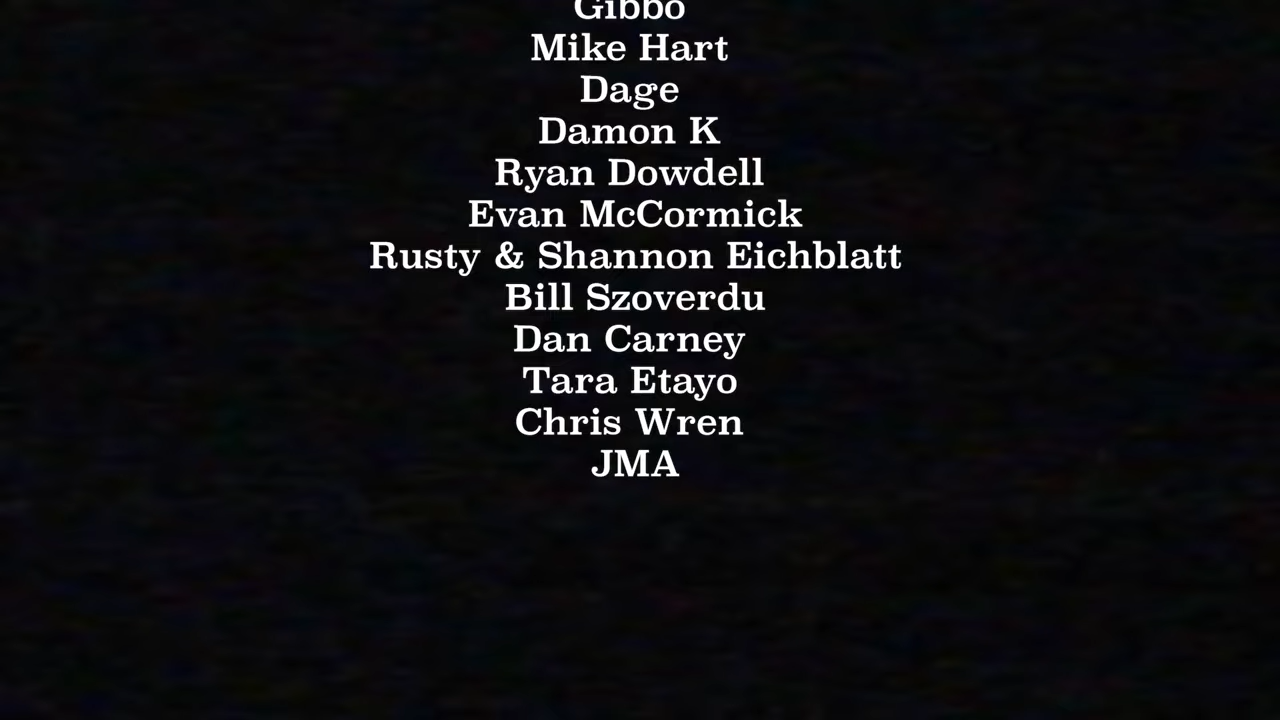 Gibbo
Mike Hart
Dage
Damon K
Ryan Dowdell
Evan McCormick
Rusty & Shannon Eichblatt
Bill Szoverdu
Dan Carney
Tara Etayo
Chris Wren
JMA